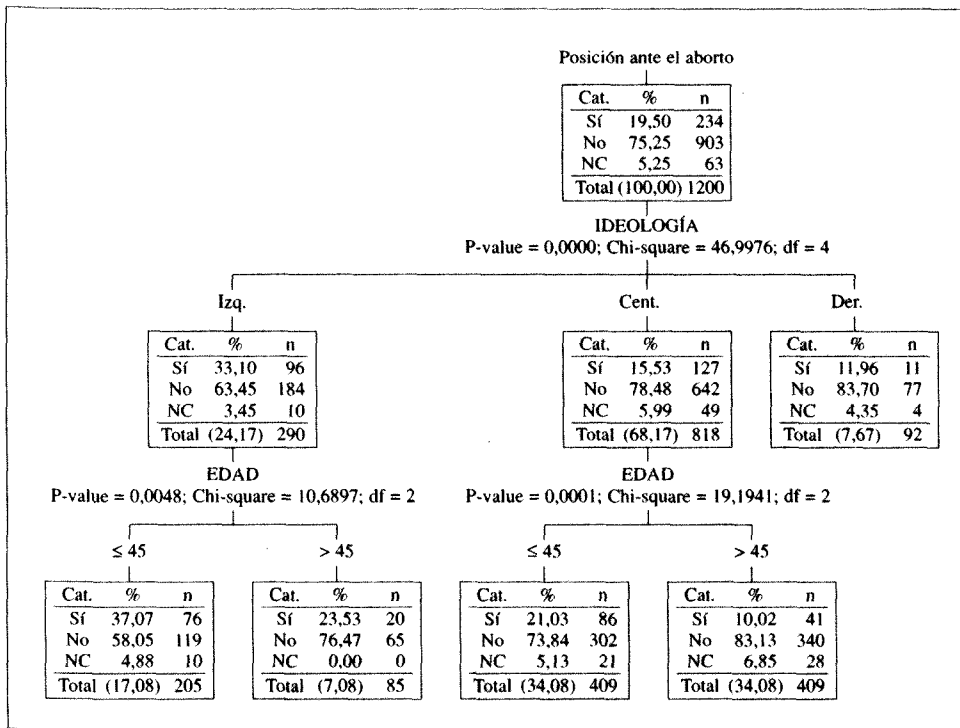 Posición ante el aborto
Cat. % n
Sí 19,50 234
No 75,25 903
NC 5,25 63
Total (100,00) 1200
IDEOLOGÍA
P-value = 0,0000; Chi-square = 46,9976; df = 4
Izq. Cent. Der.
Cat. % n Cat. % n Cat. % n
Sí 33,10 96 Sí 15,53 127 Sí 11,96 11
No 63,45 184 No 78,48 642 No 83,70 77
NC 3,45 10 NC 5,99 49 NC 4,35 4
Total (24,17) 290 Total (68,17) 818 Total (7,67) 92
EDAD EDAD
P-value = 0,0048; Chi-square = 10,6897; df = 2 P-value = 0,0001; Chi-square = 19,1941; df = 2
≤ 45 > 45 ≤ 45 > 45
Cat. % n Cat. % n Cat. % n Cat. % n
Sí 37,07 76 Sí 23,53 20 Sí 21,03 86 Sí 10,02 41
No 58,05 119 No 76,47 65 No 73,84 302 No 83,13 340
NC 4,88 10 NC 0,00 0 NC 5,13 21 NC 6,85 28
Total (17,08) 205 Total (7,08) 85 Total (34,08) 409 Total (34,08) 409